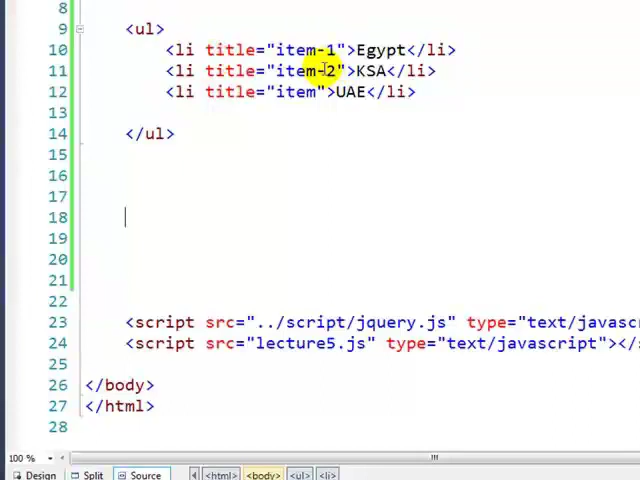 8
9 <ul>
10 <li title="item-1">Egypt</li>
11 <li title="item-2">KSA</li>
12 <li title="item">UAE</li>
13
14 </ul>
15
16
17
18
19
20
21
22
23 <script src="../script/jquery.js" type="text/javascr
24 <script src="lecture5.js" type="text/javascript"></s
25
26 </body>
27 </html>
28
100 %
Design Split Source <html> <body> <ul> <li>